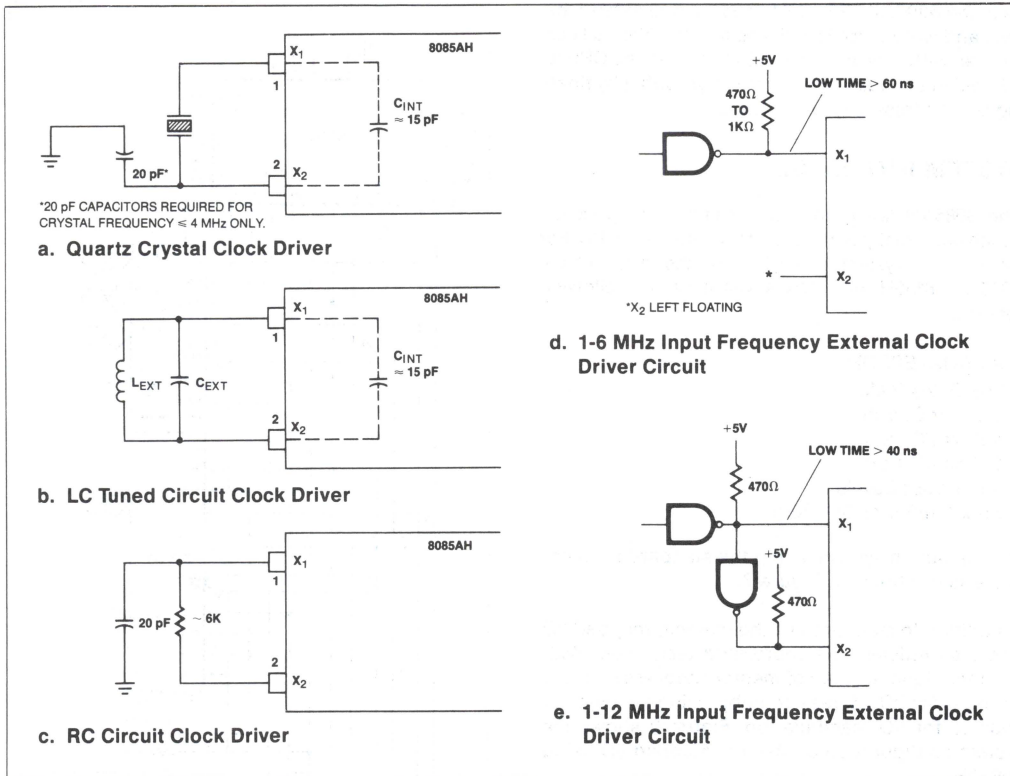 X1
8085AH
1
CINT
≈ 15 pF
20 pF*
2
X2
*20 pF CAPACITORS REQUIRED FOR
CRYSTAL FREQUENCY ≤ 4 MHz ONLY.
a. Quartz Crystal Clock Driver
8085AH
X1
1
CINT
≈ 15 pF
LEXT
CEXT
2
X2
b. LC Tuned Circuit Clock Driver
8085AH
X1
1
20 pF
~ 6K
2
X2
c. RC Circuit Clock Driver
+5V
LOW TIME > 60 ns
470Ω
TO
1KΩ
X1
*
X2
*X2 LEFT FLOATING
d. 1-6 MHz Input Frequency External Clock
Driver Circuit
+5V
LOW TIME > 40 ns
470Ω
X1
+5V
470Ω
X2
e. 1-12 MHz Input Frequency External Clock
Driver Circuit